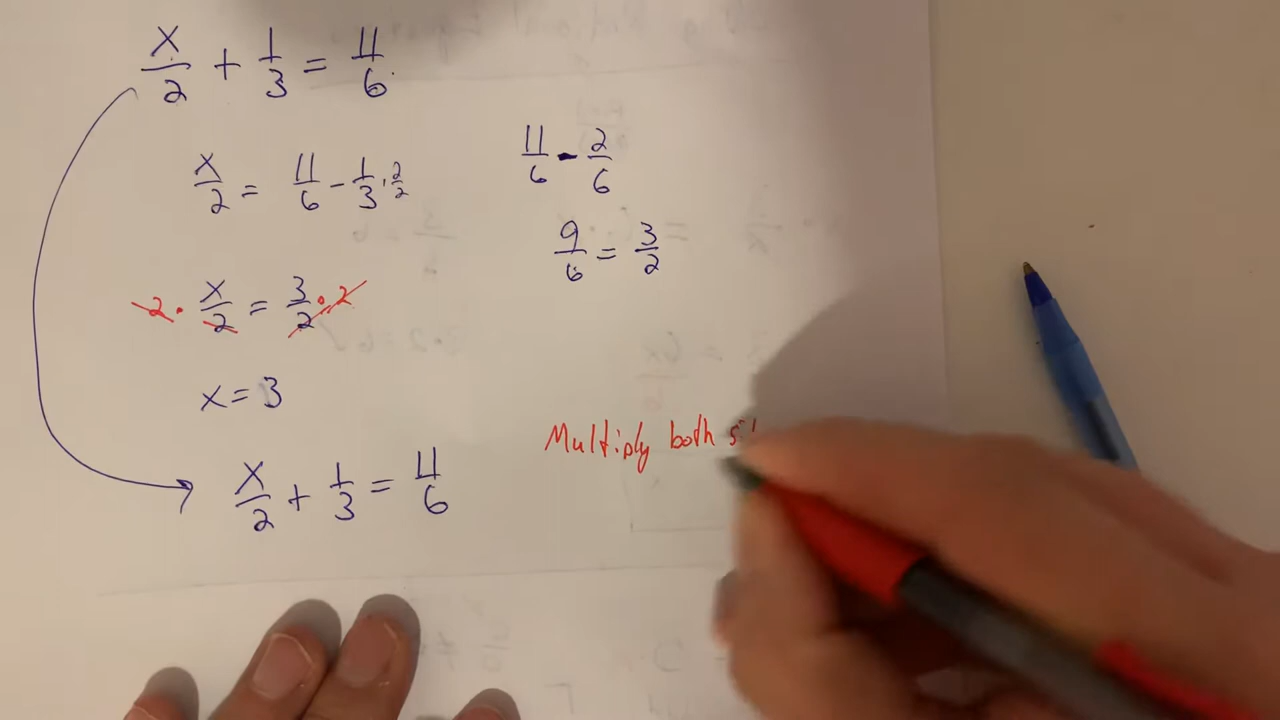 x/2 + 1/3 = 11/6
x/2 = 11/6 - 1/3 · 2/2
11/6 - 2/6
9/6 = 3/2
2 · x/2 = 3/2 · 2
x = 3
x/2 + 1/3 = 11/6
Multiply both